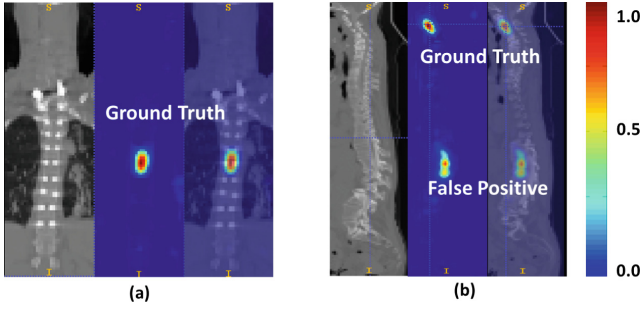 S
Ground Truth
I
(a)
S
Ground Truth
False Positive
I
(b)
1.0
0.5
0.0